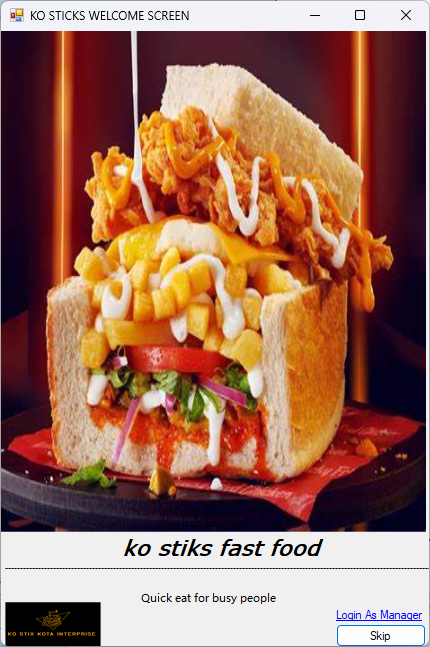 KO STICKS WELCOME SCREEN
ko stiks fast food
Quick eat for busy people
Login As Manager
KO STIX KOTA INTERPRISE
Skip